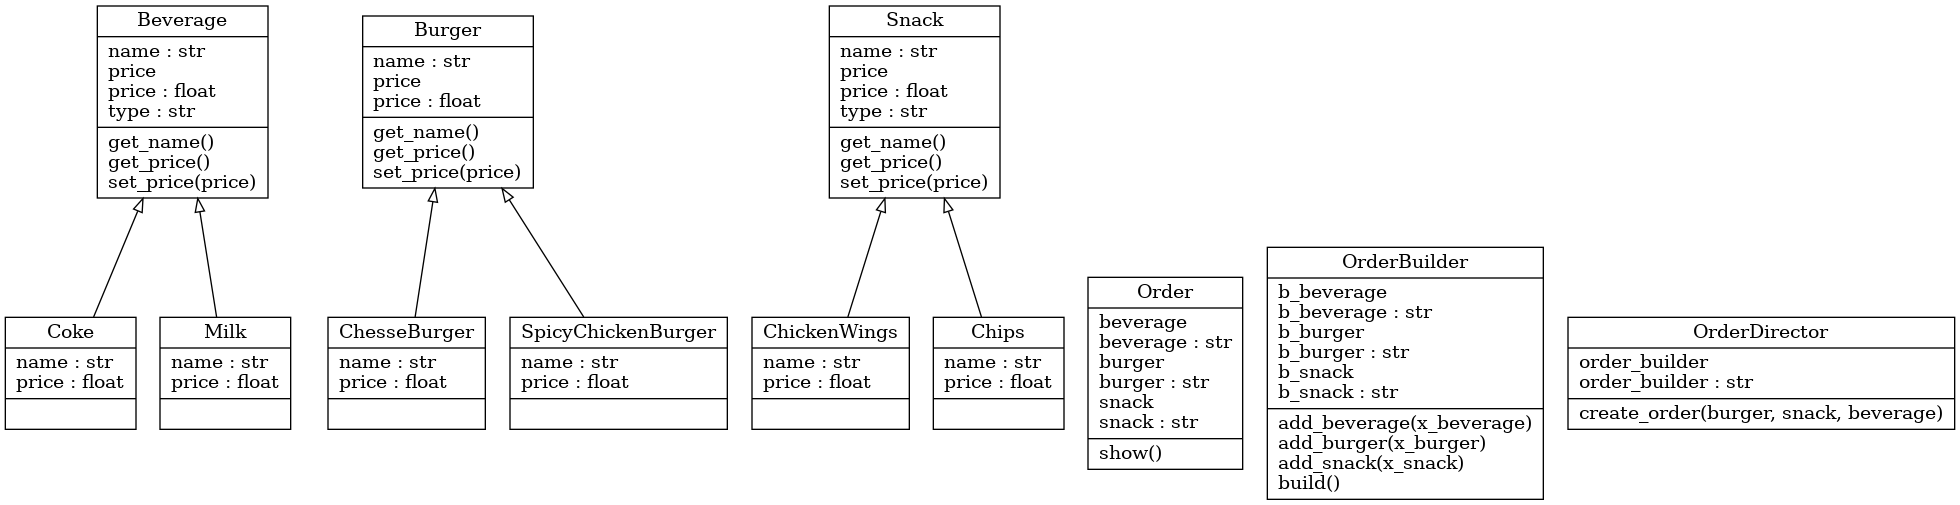 Beverage
name : str
price
price : float
type : str
get_name()
get_price()
set_price(price)
Burger
name : str
price
price : float
get_name()
get_price()
set_price(price)
Snack
name : str
price
price : float
type : str
get_name()
get_price()
set_price(price)
Coke
name : str
price : float
Milk
name : str
price : float
ChesseBurger
name : str
price : float
SpicyChickenBurger
name : str
price : float
ChickenWings
name : str
price : float
Chips
name : str
price : float
Order
beverage
beverage : str
burger
burger : str
snack
snack : str
show()
OrderBuilder
b_beverage
b_beverage : str
b_burger
b_burger : str
b_snack
b_snack : str
add_beverage(x_beverage)
add_burger(x_burger)
add_snack(x_snack)
build()
OrderDirector
order_builder
order_builder : str
create_order(burger, snack, beverage)